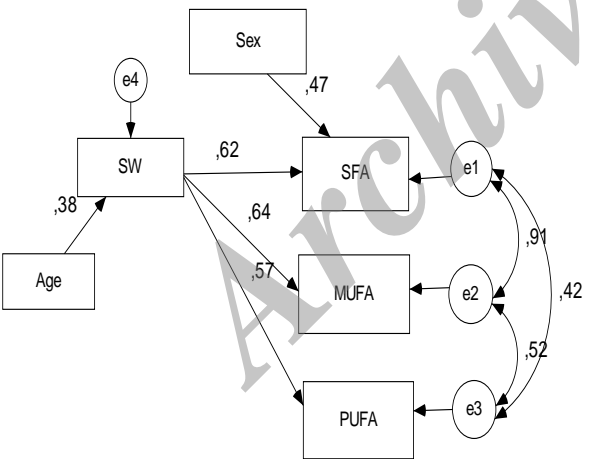 Sex
,47
e4
SW
,62
SFA
e1
,38
,64
,91
Age
,57
MUFA
e2
,42
,52
PUFA
e3
Archiv